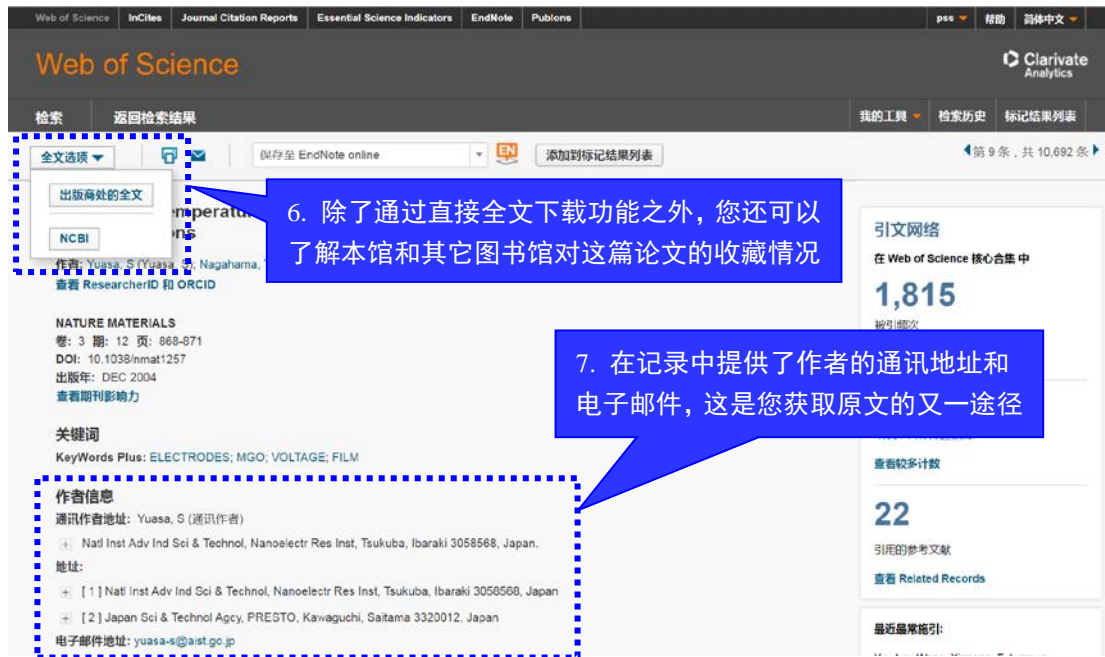 Web of Science InCites Journal Citation Reports Essential Science Indicators EndNote Publons pss 帮助 简体中文
Web of Science
Clarivate
Analytics
检索 返回检索结果 我的工具 检索历史 标记结果列表
全文选项 保存至 EndNote online EN 添加到标记结果列表 第 9 条，共 10,692 条
出版商处的全文
NCBI
6. 除了通过直接全文下载功能之外，您还可以
了解本馆和其它图书馆对这篇论文的收藏情况
作者: Yuasa, S (Yuasa, S), Nagahama,
查看 ResearcherID 和 ORCID
NATURE MATERIALS
卷: 3 期: 12 页: 868-871
DOI: 10.1038/nmat1257
出版年: DEC 2004
查看期刊影响力
关键词
KeyWords Plus: ELECTRODES; MGO; VOLTAGE; FILM
7. 在记录中提供了作者的通讯地址和
电子邮件，这是您获取原文的又一途径
作者信息
通讯作者地址: Yuasa, S (通讯作者)
Natl Inst Adv Ind Sci & Technol, Nanoelectr Res Inst, Tsukuba, Ibaraki 3058568, Japan.
地址:
[ 1 ] Natl Inst Adv Ind Sci & Technol, Nanoelectr Res Inst, Tsukuba, Ibaraki 3058568, Japan
[ 2 ] Japan Sci & Technol Agcy, PRESTO, Kawaguchi, Saitama 3320012, Japan
电子邮件地址: yuasa-s@aist.go.jp
引文网络
在 Web of Science 核心合集 中
1,815
被引频次
查看较多计数
22
引用的参考文献
查看 Related Records
最近最常施引: